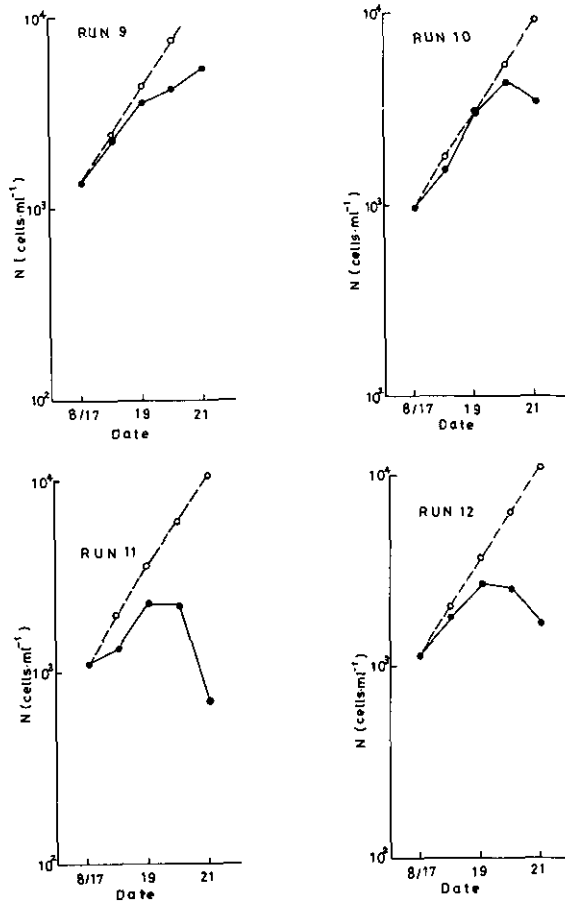 RUN 9
10⁴
10³
10²
N (cells·ml⁻¹)
8/17 19 21
Date
RUN 10
10⁴
10³
N (cells·ml⁻¹)
8/17 19 21
Date
RUN 11
10⁴
10³
10²
N (cells·ml⁻¹)
8/17 19 21
Date
RUN 12
10⁴
10³
10²
N (cells·ml⁻¹)
8/17 19 21
Date